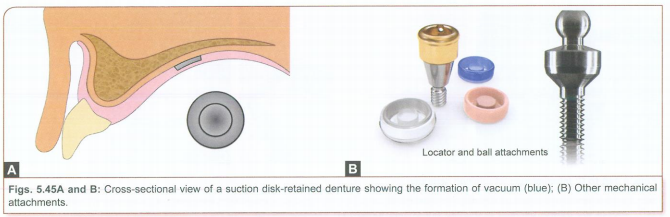 Locator and ball attachments
A
B
Figs. 5.45A and B: Cross-sectional view of a suction disk-retained denture showing the formation of vacuum (blue); (B) Other mechanical
attachments.